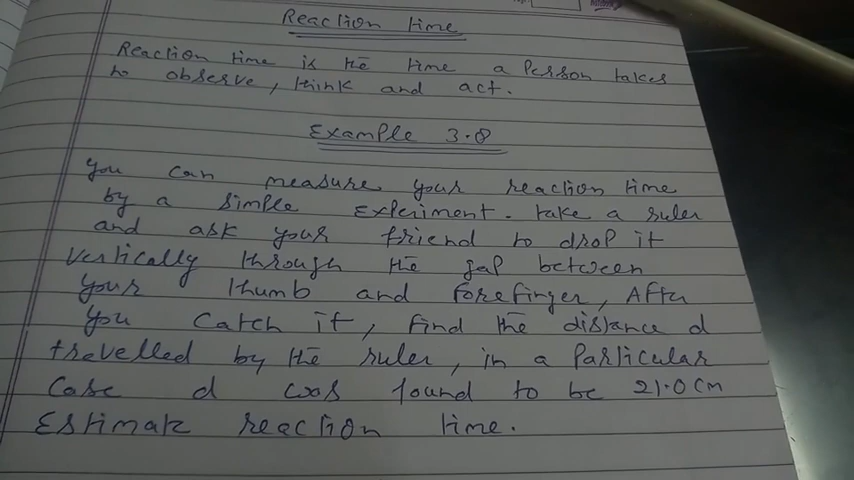 Reaction time
Reaction time is the time a Person takes
to observe, think and act.
Example 3.8
You can measure your reaction time
by a simple experiment. take a ruler
and ask your friend to drop it
vertically through the gap between
your thumb and forefinger, After
you catch it, find the distance d
travelled by the ruler, in a Particular
Case d was found to be 21.0 cm
Estimate reaction time.